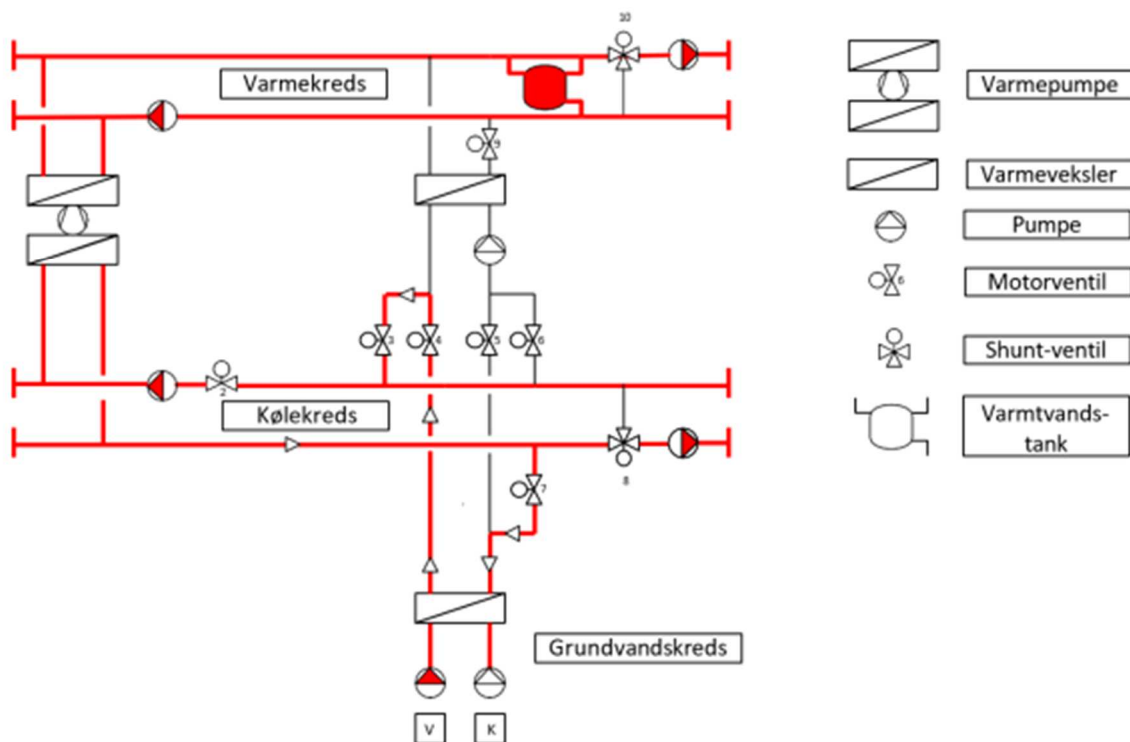 10
Varmekreds
9
3
4
5
6
2
Kølekreds
8
7
Grundvandskreds
V
K
Varmepumpe
Varmeveksler
Pumpe
6
Motorventil
Shunt-ventil
Varmtvands-
tank